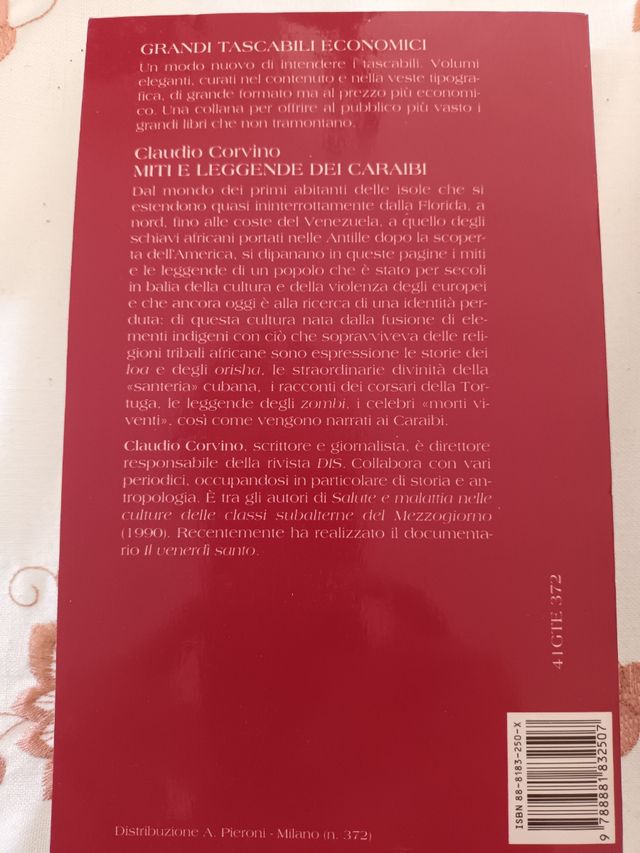 GRANDI TASCABILI ECONOMICI
Un modo nuovo di intendere i tascabili. Volumi
eleganti, curati nel contenuto e nella veste tipogra-
fica, di grande formato ma al prezzo più economi-
co. Una collana per offrire al pubblico più vasto i
grandi libri che non tramontano.
Claudio Corvino
MITI E LEGGENDE DEI CARAIBI
Dal mondo dei primi abitanti delle isole che si
estendono quasi ininterrottamente dalla Florida, a
nord, fino alle coste del Venezuela, a quello degli
schiavi africani portati nelle Antille dopo la scoper-
ta dell'America, si dipanano in queste pagine i miti
e le leggende di un popolo che è stato per secoli
in balia della cultura e della violenza degli europei
e che ancora oggi è alla ricerca di una identità per-
duta: di questa cultura nata dalla fusione di ele-
menti indigeni con ciò che sopravviveva delle reli-
gioni tribali africane sono espressione le storie dei
loa e degli orisha, le straordinarie divinità della
«santeria» cubana, i racconti dei corsari della Tor-
tuga, le leggende degli zombi, i celebri «morti vi-
venti», così come vengono narrati ai Caraibi.
Claudio Corvino, scrittore e giornalista, è direttore
responsabile della rivista DIS. Collabora con vari
periodici, occupandosi in particolare di storia e an-
tropologia. È tra gli autori di Salute e malattia nelle
culture delle classi subalterne del Mezzogiorno
(1990). Recentemente ha realizzato il documenta-
rio Il venerdì santo.
41GTE 372
ISBN 88-8183-250-X
9 788881 832507
Distribuzione A. Pieroni - Milano (n. 372)